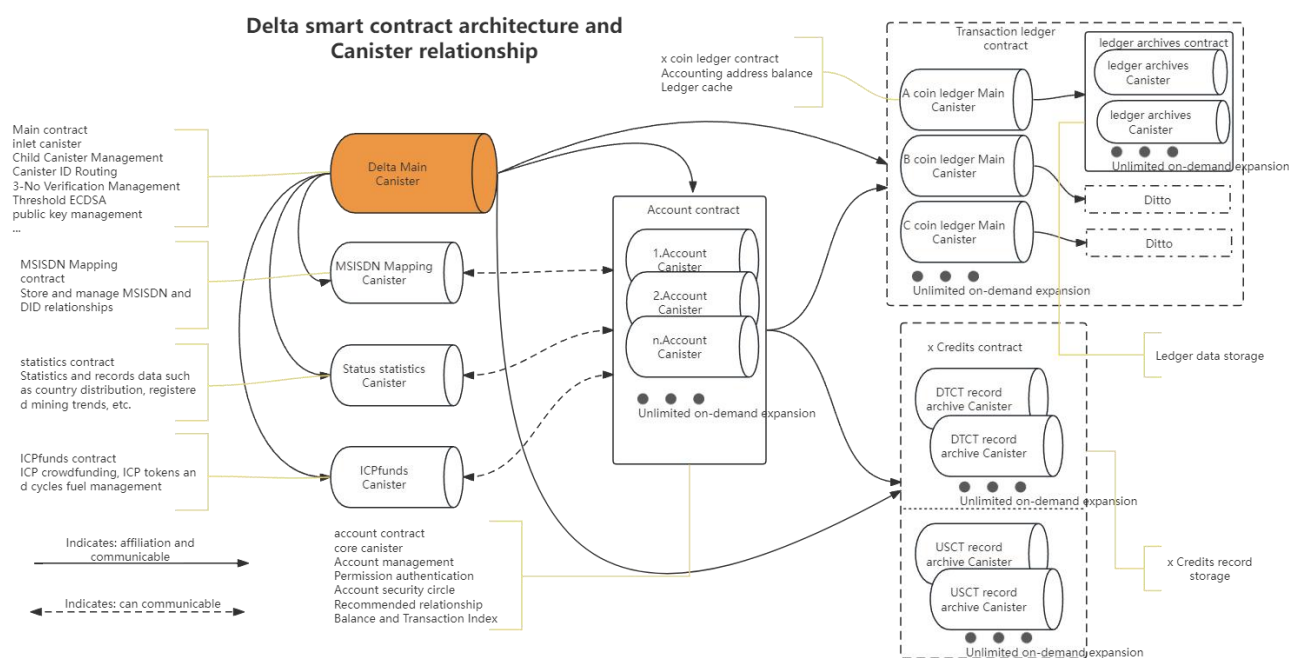 Delta smart contract architecture and
Canister relationship
Main contract
inlet canister
Child Canister Management
Canister ID Routing
3-No Verification Management
Threshold ECDSA
public key management
...
MSISDN Mapping
contract
Store and manage MSISDN and
DID relationships
statistics contract
Statistics and records data such
as country distribution, registere
d mining trends, etc.
ICPfunds contract
ICP crowdfunding, ICP tokens an
d cycles fuel management
Indicates: affiliation and
communicable
Indicates: can communicable
Delta Main
Canister
MSISDN Mapping
Canister
Status statistics
Canister
ICPfunds
Canister
account contract
core canister
Account management
Permission authentication
Account security circle
Recommended relationship
Balance and Transaction Index
Account contract
1.Account
Canister
2.Account
Canister
n.Account
Canister
Unlimited on-demand expansion
x coin ledger contract
Accounting address balance
Ledger cache
Transaction ledger
contract
A coin ledger Main
Canister
B coin ledger Main
Canister
C coin ledger Main
Canister
Unlimited on-demand expansion
ledger archives contract
ledger archives
Canister
ledger archives
Canister
Unlimited on-demand expansion
Ditto
Ditto
x Credits contract
DTCT record
archive Canister
DTCT record
archive Canister
Unlimited on-demand expansion
USCT record
archive Canister
USCT record
archive Canister
Unlimited on-demand expansion
Ledger data storage
x Credits record
storage